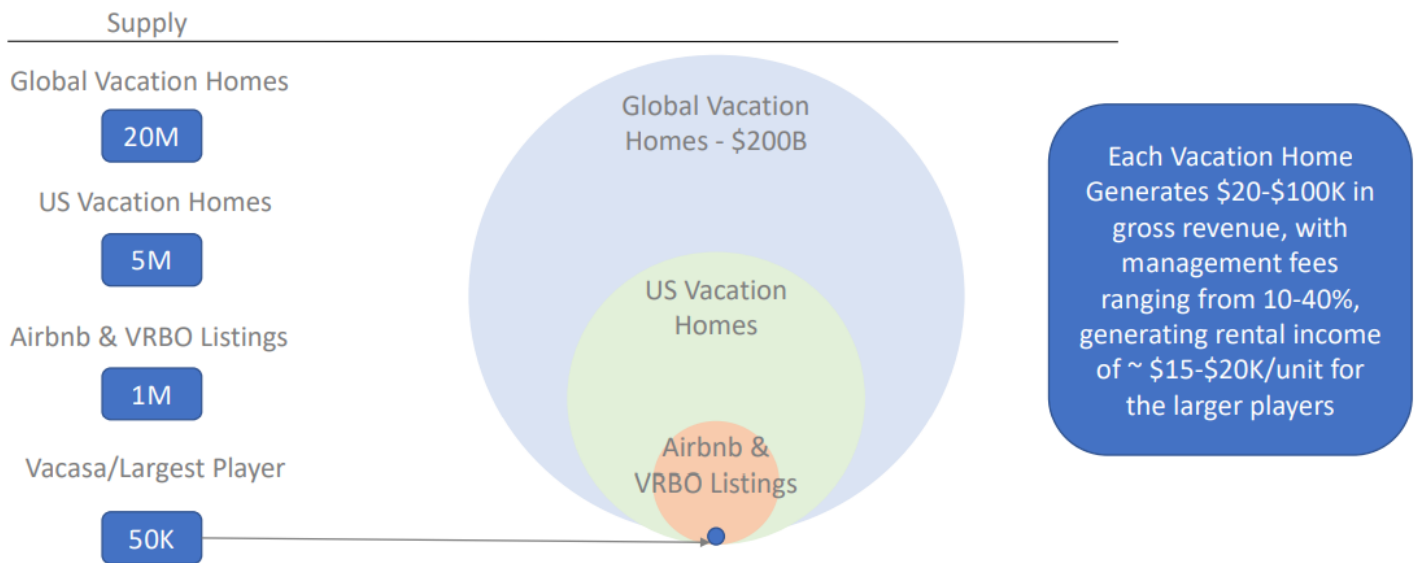 Supply
Global Vacation Homes
20M
US Vacation Homes
5M
Airbnb & VRBO Listings
1M
Vacasa/Largest Player
50K
Global Vacation
Homes - $200B
US Vacation
Homes
Airbnb &
VRBO Listings
Each Vacation Home
Generates $20-$100K in
gross revenue, with
management fees
ranging from 10-40%,
generating rental income
of ~ $15-$20K/unit for
the larger players